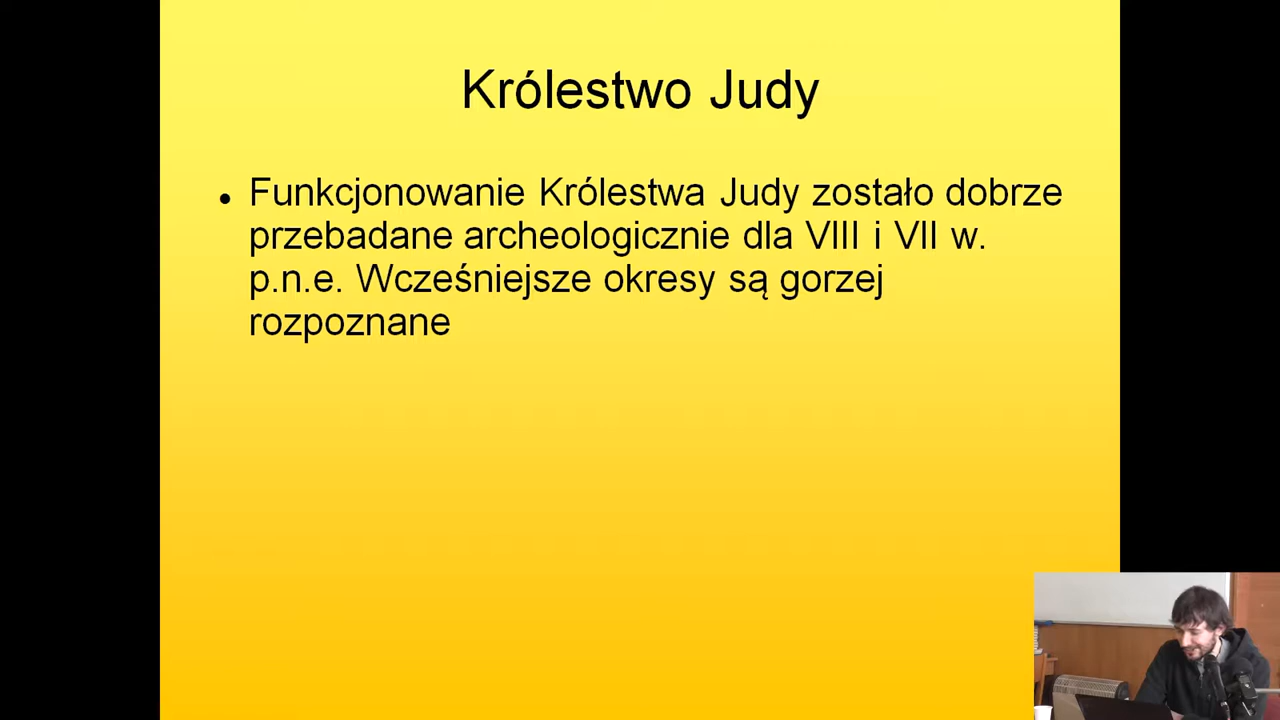 Królestwo Judy
• Funkcjonowanie Królestwa Judy zostało dobrze
przebadane archeologicznie dla VIII i VII w.
p.n.e. Wcześniejsze okresy są gorzej
rozpoznane